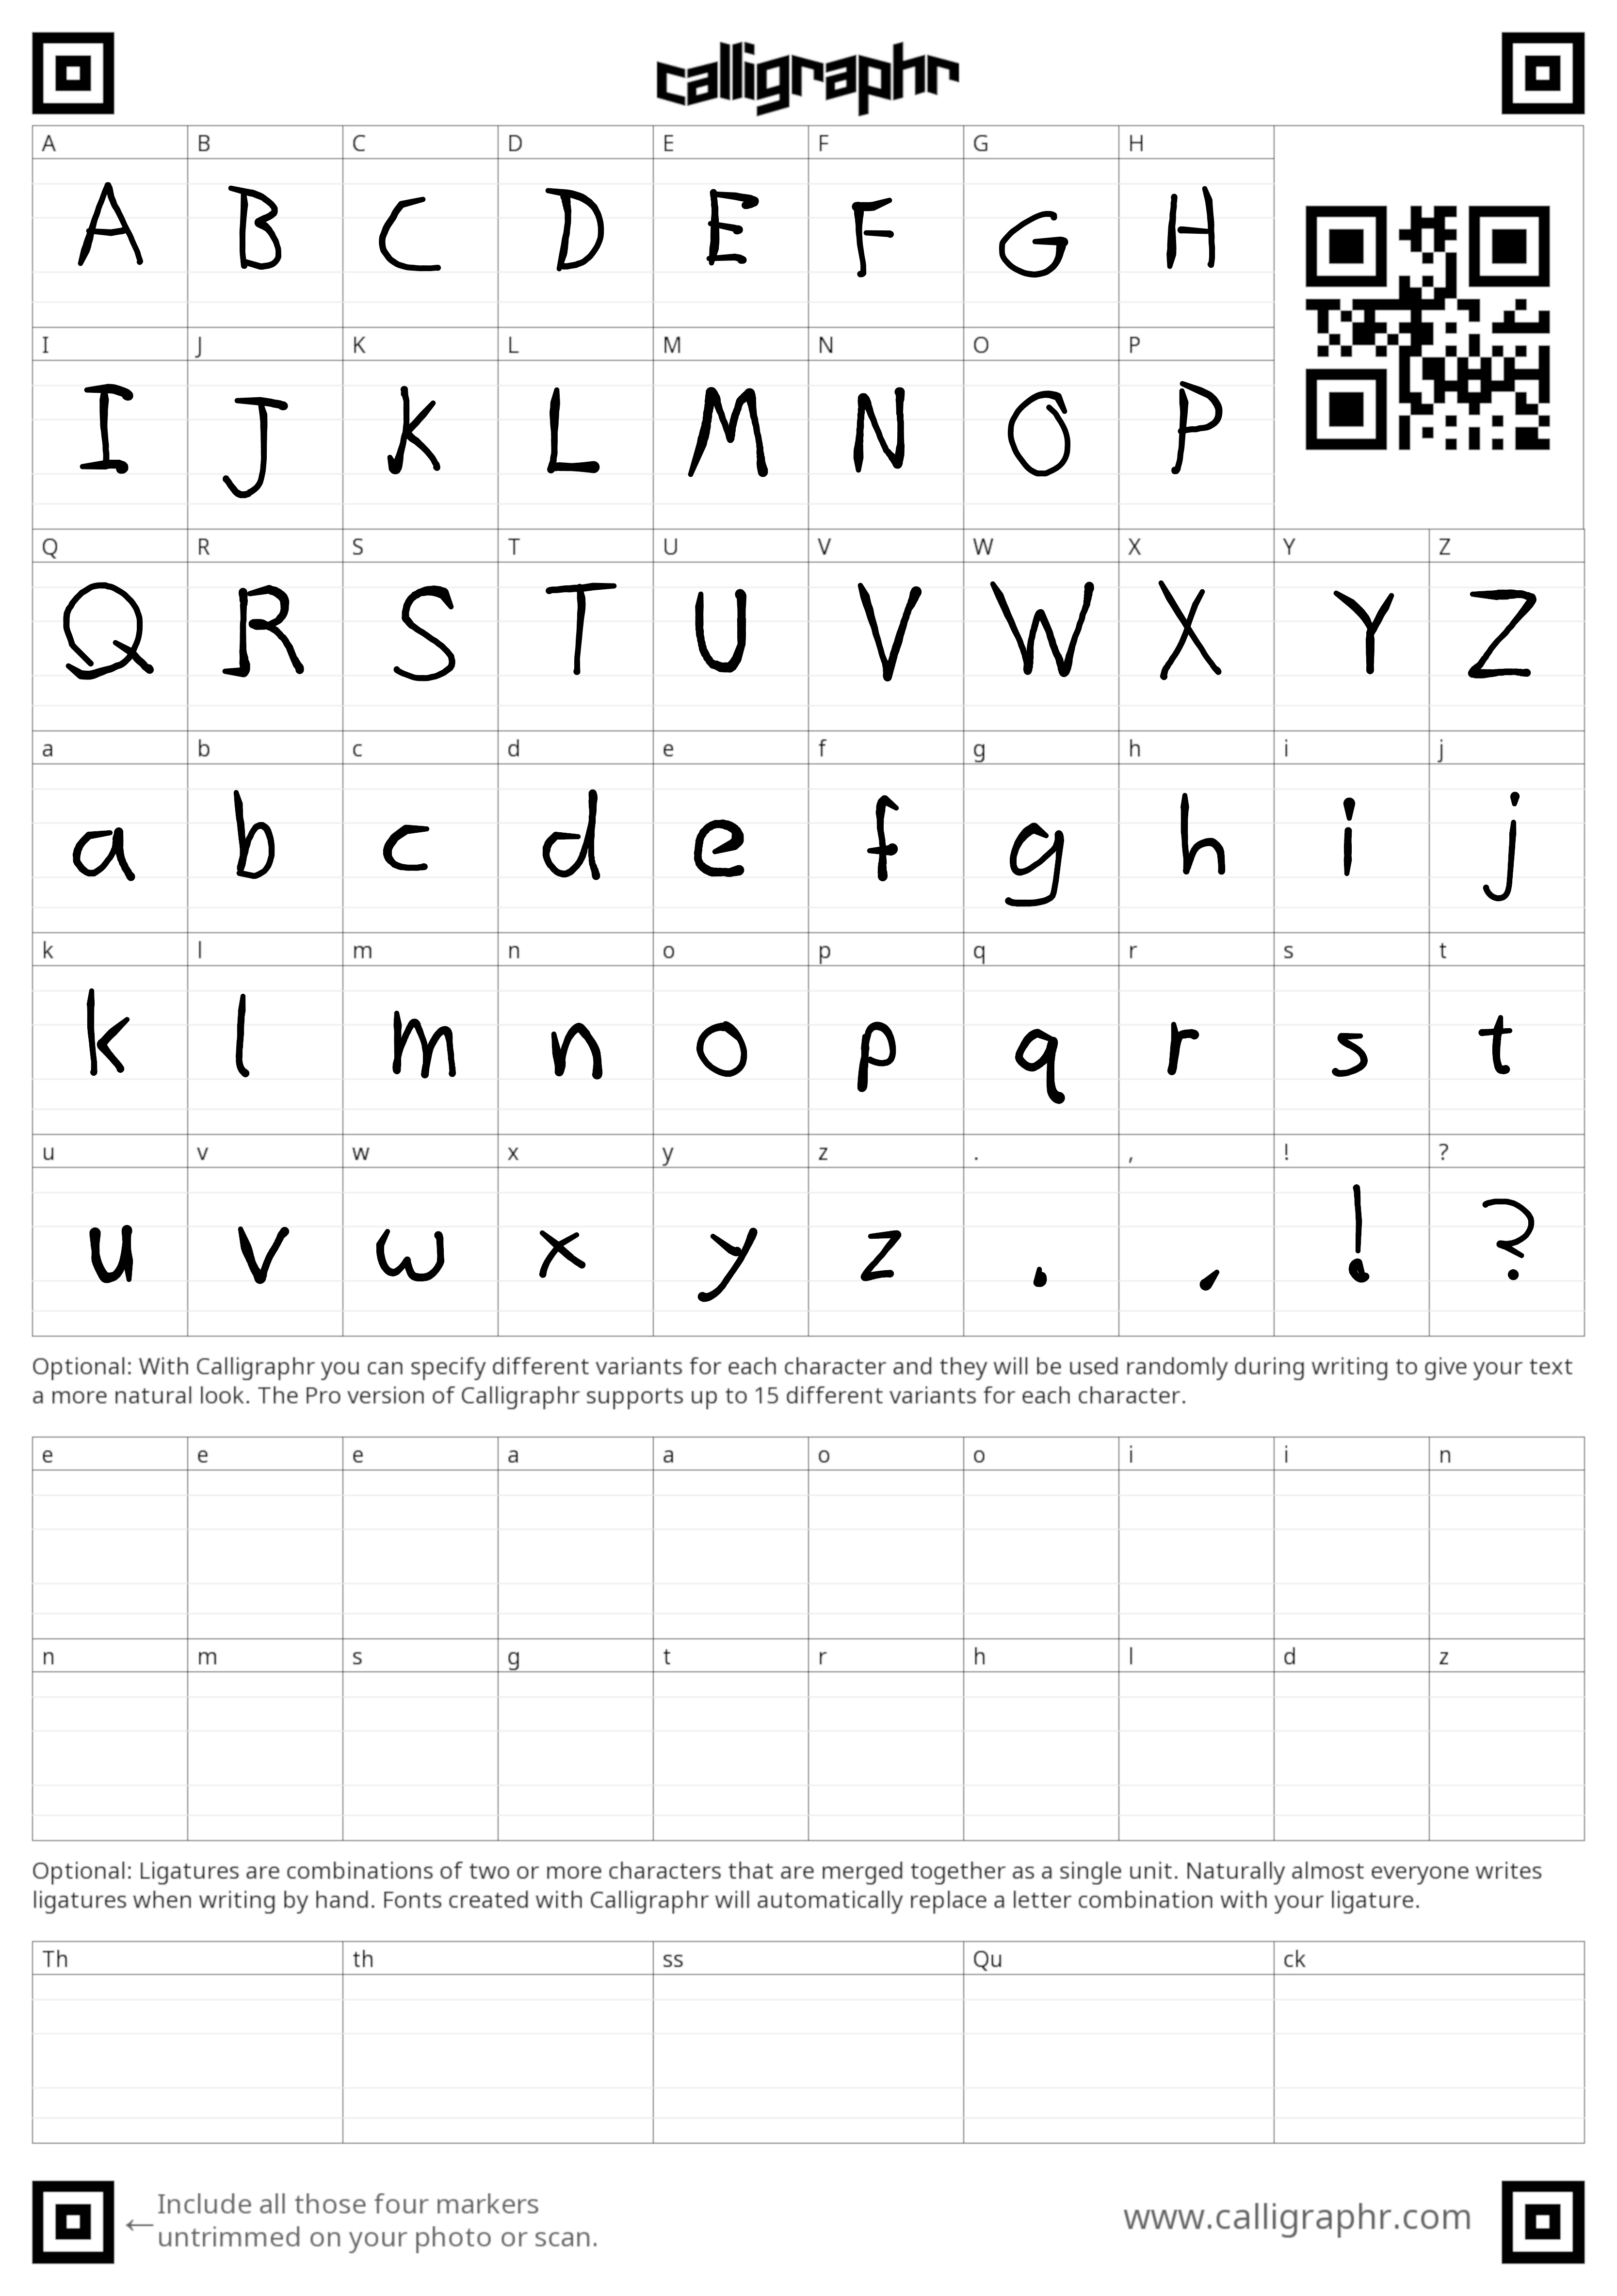 calligraphr
A B C D E F G H
A B C D E F G H
I J K L M N O P
I J K L M N O P
Q R S T U V W X Y Z
Q R S T U V W X Y Z
a b c d e f g h i j
a b c d e f g h i j
k l m n o p q r s t
k l m n o p q r s t
u v w x y z . , ! ?
u v w x y z . , ! ?
Optional: With Calligraphr you can specify different variants for each character and they will be used randomly during writing to give your text
a more natural look. The Pro version of Calligraphr supports up to 15 different variants for each character.
e e e a a o o i i n
n m s g t r h l d z
Optional: Ligatures are combinations of two or more characters that are merged together as a single unit. Naturally almost everyone writes
ligatures when writing by hand. Fonts created with Calligraphr will automatically replace a letter combination with your ligature.
Th th ss Qu ck
←Include all those four markers
untrimmed on your photo or scan.
www.calligraphr.com